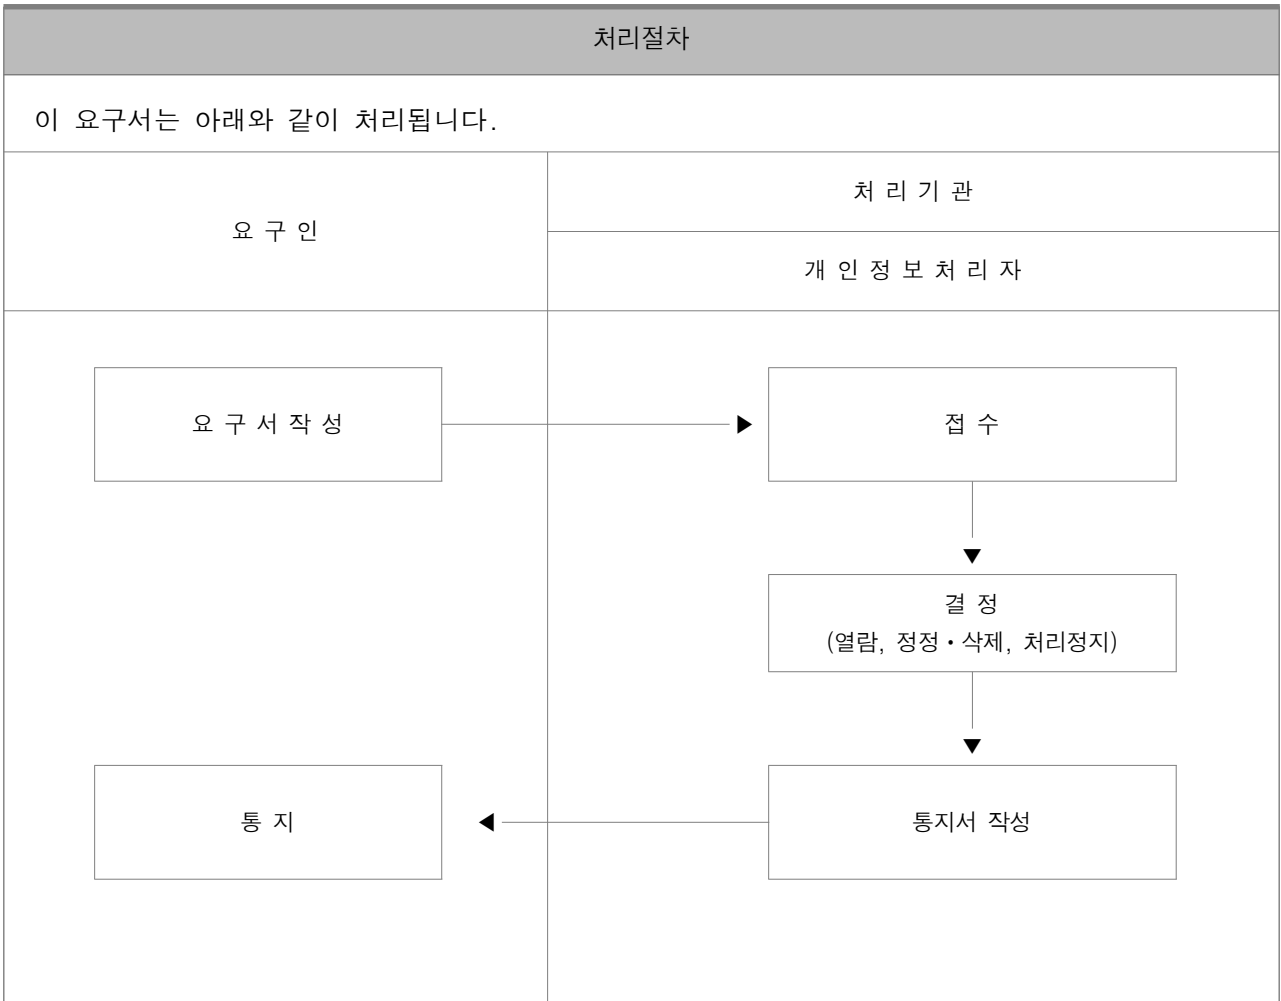 처리절차
이 요구서는 아래와 같이 처리됩니다.
요 구 인
처 리 기 관
개 인 정 보 처 리 자
요 구 서 작 성
접 수
결 정
(열람, 정정・삭제, 처리정지)
통 지
통지서 작성